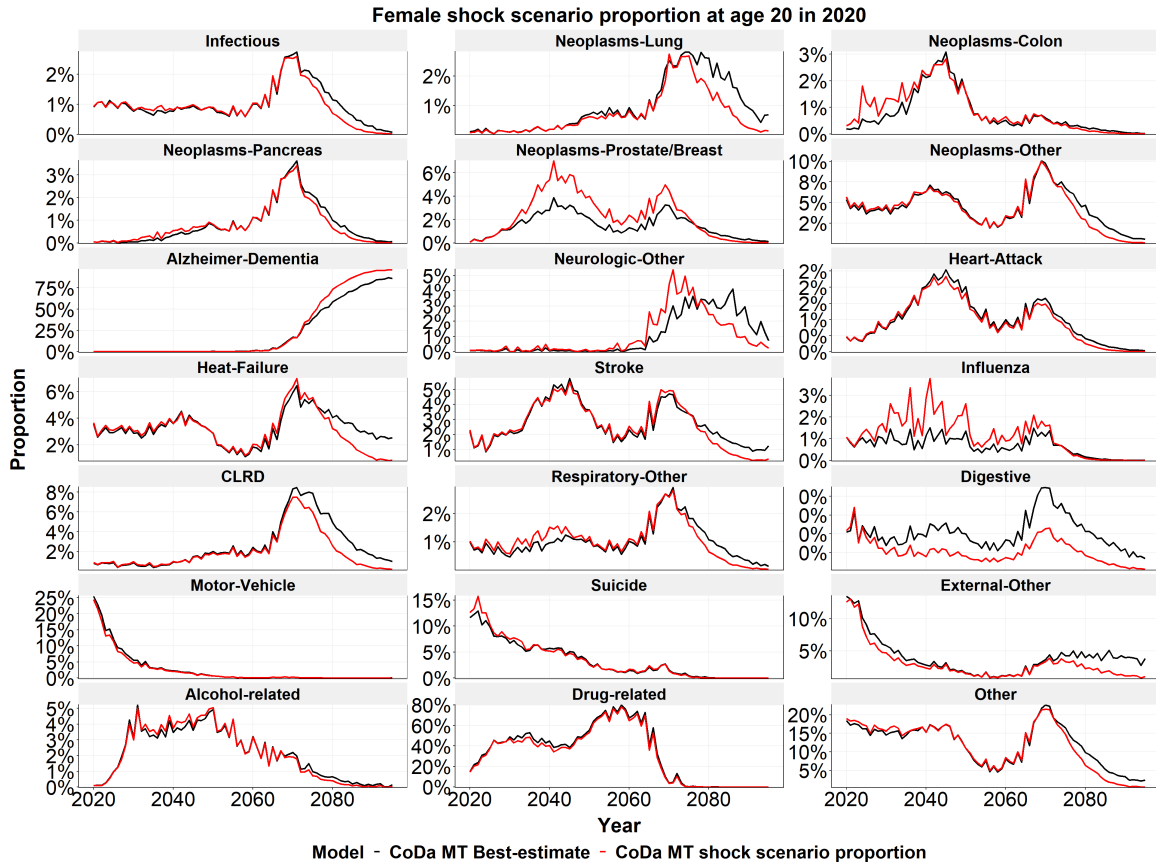 Female shock scenario proportion at age 20 in 2020
Infectious Neoplasms-Lung Neoplasms-Colon
2% 2% 3%
1% 1% 2%
0% 1%
0%
Neoplasms-Pancreas Neoplasms-Prostate/Breast Neoplasms-Other
3% 6% 10%
2% 4% 8%
1% 2% 5%
0% 0% 2%
Alzheimer-Dementia Neurologic-Other Heart-Attack
75% 5% 2%
50% 4% 2%
25% 3% 0%
0% 2% 0%
1% 0%
0%
Heat-Failure Stroke Influenza
6% 5% 3%
4% 4% 2%
2% 3% 1%
2% 0%
1%
CLRD Respiratory-Other Digestive
8% 2% 0%
6% 1% 0%
4% 0%
2% 0%
Motor-Vehicle Suicide External-Other
25% 15% 10%
20% 10% 5%
15% 5% 0%
10% 0%
5%
0%
Alcohol-related Drug-related Other
5% 80% 20%
4% 60% 15%
3% 40% 10%
2% 20% 5%
1% 0%
0%
2020 2040 2060 2080 2020 2040 2060 2080 2020 2040 2060 2080
Proportion
Year
Model - CoDa MT Best-estimate - CoDa MT shock scenario proportion